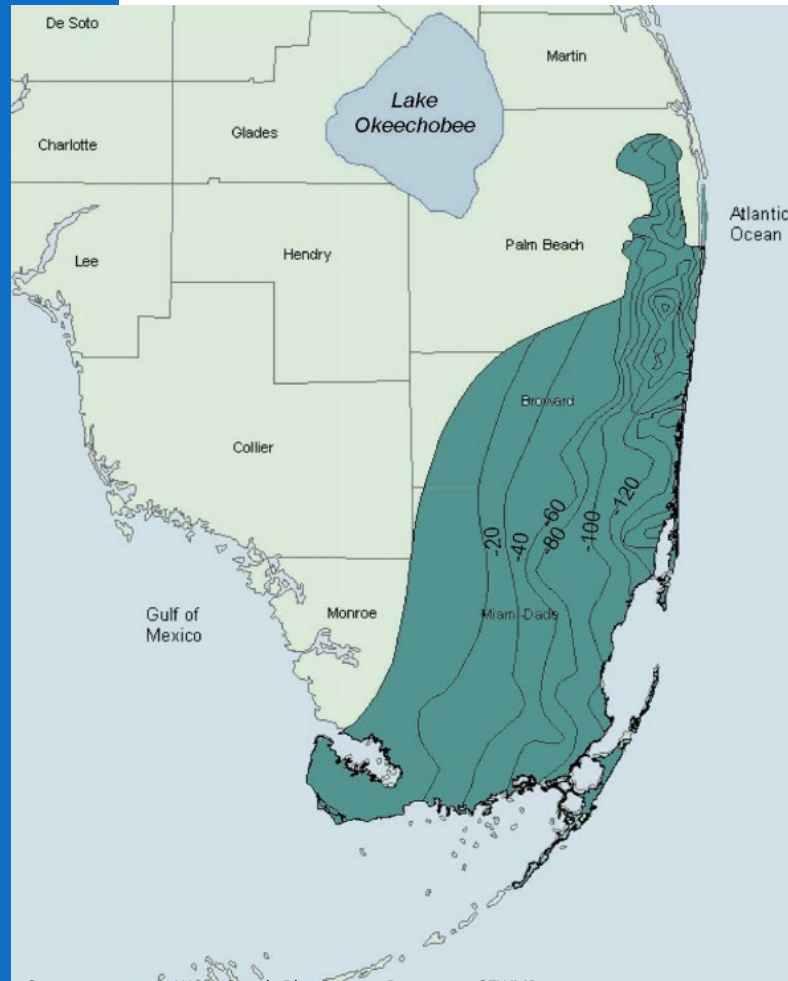 De Soto
Martin
Lake
Okeechobee
Glades
Charlotte
Atlantic
Ocean
Palm Beach
Hendry
Lee
Broward
Collier
-20
-40
-60
-80
-100
-120
Gulf of
Mexico
Monroe
Miami-Dade